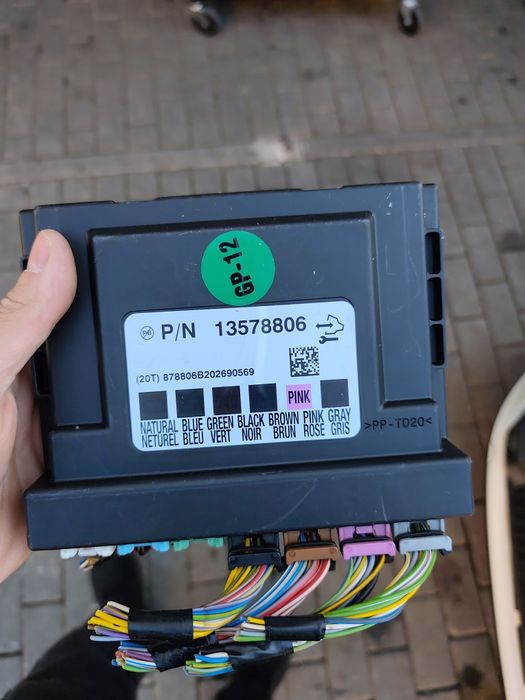 GP-12
P/N 13578806
(20T) 878806B202690569
PINK
NATURAL BLUE GREEN BLACK BROWN PINK GRAY
NETUREL BLEU VERT NOIR BRUN ROSE GRIS
>PP-TD20<